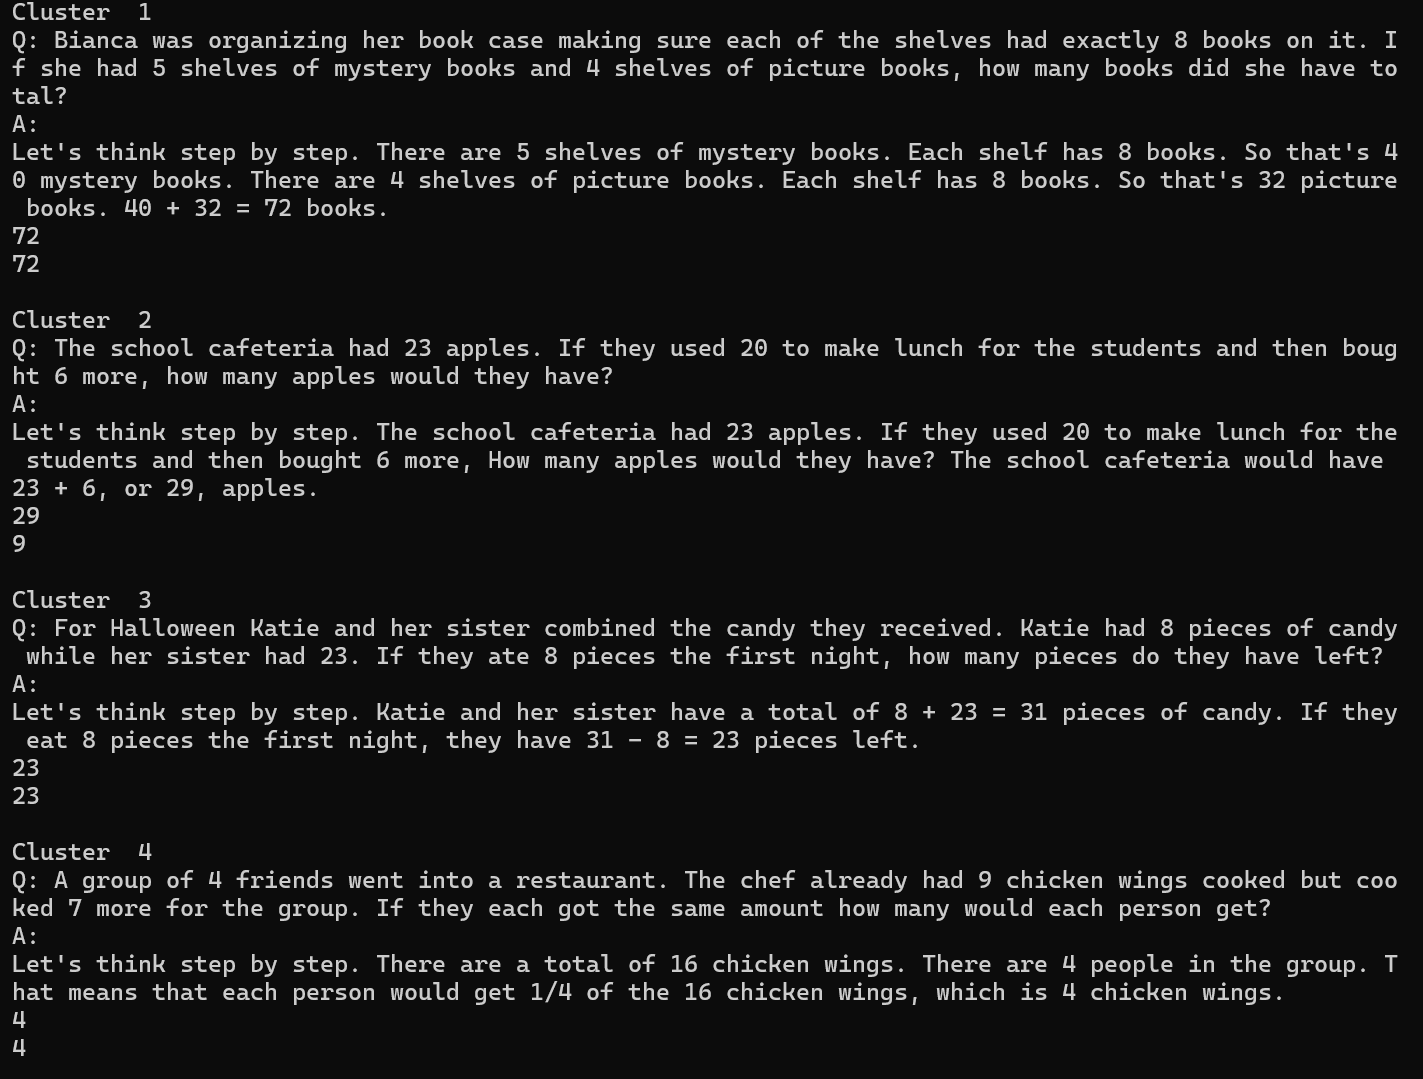 Cluster  1
Q: Bianca was organizing her book case making sure each of the shelves had exactly 8 books on it. I
f she had 5 shelves of mystery books and 4 shelves of picture books, how many books did she have to
tal?
A:
Let's think step by step. There are 5 shelves of mystery books. Each shelf has 8 books. So that's 4
0 mystery books. There are 4 shelves of picture books. Each shelf has 8 books. So that's 32 picture
 books. 40 + 32 = 72 books.
72
72

Cluster  2
Q: The school cafeteria had 23 apples. If they used 20 to make lunch for the students and then boug
ht 6 more, how many apples would they have?
A:
Let's think step by step. The school cafeteria had 23 apples. If they used 20 to make lunch for the
 students and then bought 6 more, How many apples would they have? The school cafeteria would have
23 + 6, or 29, apples.
29
9

Cluster  3
Q: For Halloween Katie and her sister combined the candy they received. Katie had 8 pieces of candy
 while her sister had 23. If they ate 8 pieces the first night, how many pieces do they have left?
A:
Let's think step by step. Katie and her sister have a total of 8 + 23 = 31 pieces of candy. If they
 eat 8 pieces the first night, they have 31 - 8 = 23 pieces left.
23
23

Cluster  4
Q: A group of 4 friends went into a restaurant. The chef already had 9 chicken wings cooked but coo
ked 7 more for the group. If they each got the same amount how many would each person get?
A:
Let's think step by step. There are a total of 16 chicken wings. There are 4 people in the group. T
hat means that each person would get 1/4 of the 16 chicken wings, which is 4 chicken wings.
4
4